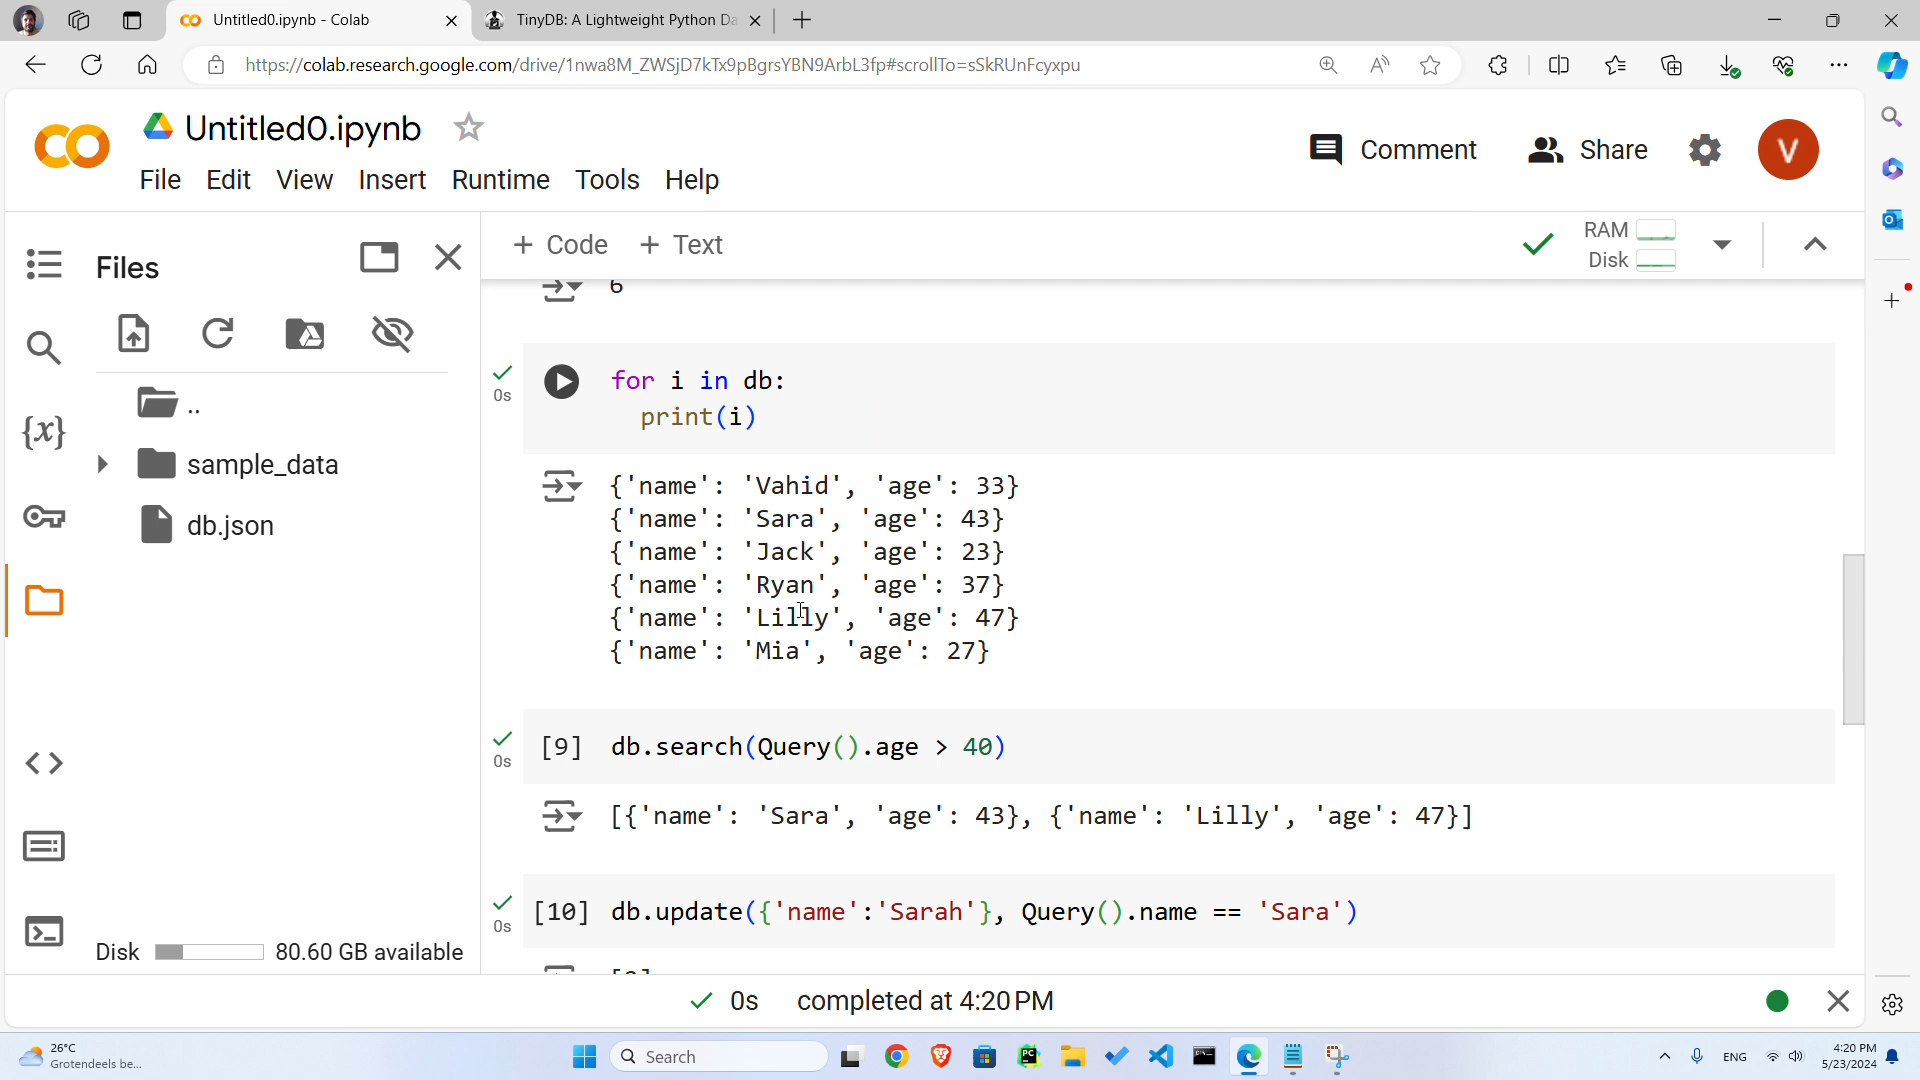 Untitled0.ipynb - Colab
TinyDB: A Lightweight Python Da
https://colab.research.google.com/drive/1nwa8M_ZWSjD7kTx9pBgrsYBN9ArbL3fp#scrollTo=sSkRUnFcyxpu
Untitled0.ipynb
Comment
Share
V
File Edit View Insert Runtime Tools Help
+ Code + Text
RAM
Disk
Files
6
..
sample_data
db.json
0s
for i in db:
print(i)
{'name': 'Vahid', 'age': 33}
{'name': 'Sara', 'age': 43}
{'name': 'Jack', 'age': 23}
{'name': 'Ryan', 'age': 37}
{'name': 'Lilly', 'age': 47}
{'name': 'Mia', 'age': 27}
0s
[9] db.search(Query().age > 40)
[{'name': 'Sara', 'age': 43}, {'name': 'Lilly', 'age': 47}]
0s
[10] db.update({'name':'Sarah'}, Query().name == 'Sara')
Disk 80.60 GB available
0s completed at 4:20 PM
26°C
Grotendeels be...
Search
ENG
4:20 PM
5/23/2024